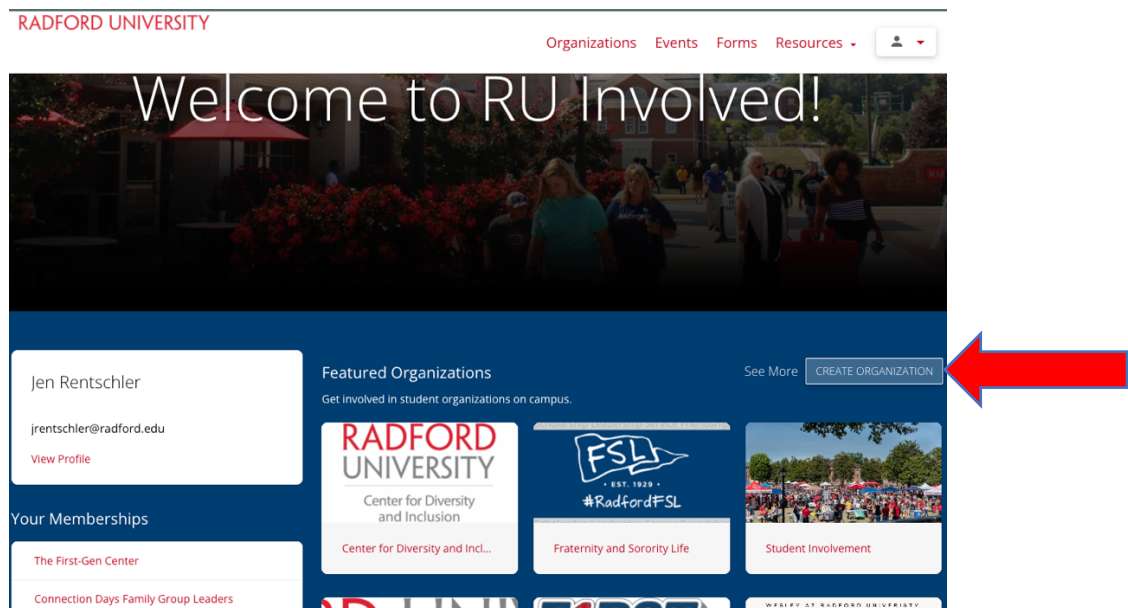 RADFORD UNIVERSITY
Organizations Events Forms Resources
Welcome to RU Involved!
Jen Rentschler
jrentschler@radford.edu
View Profile
Your Memberships
The First-Gen Center
Connection Days Family Group Leaders
Featured Organizations
See More CREATE ORGANIZATION
Get involved in student organizations on campus.
RADFORD
UNIVERSITY
Center for Diversity
and Inclusion
Center for Diversity and Incl...
FSL
• EST. 1929 •
#RadfordFSL
Fraternity and Sorority Life
Student Involvement
WESLEY AT RADFORD UNIVERISTY